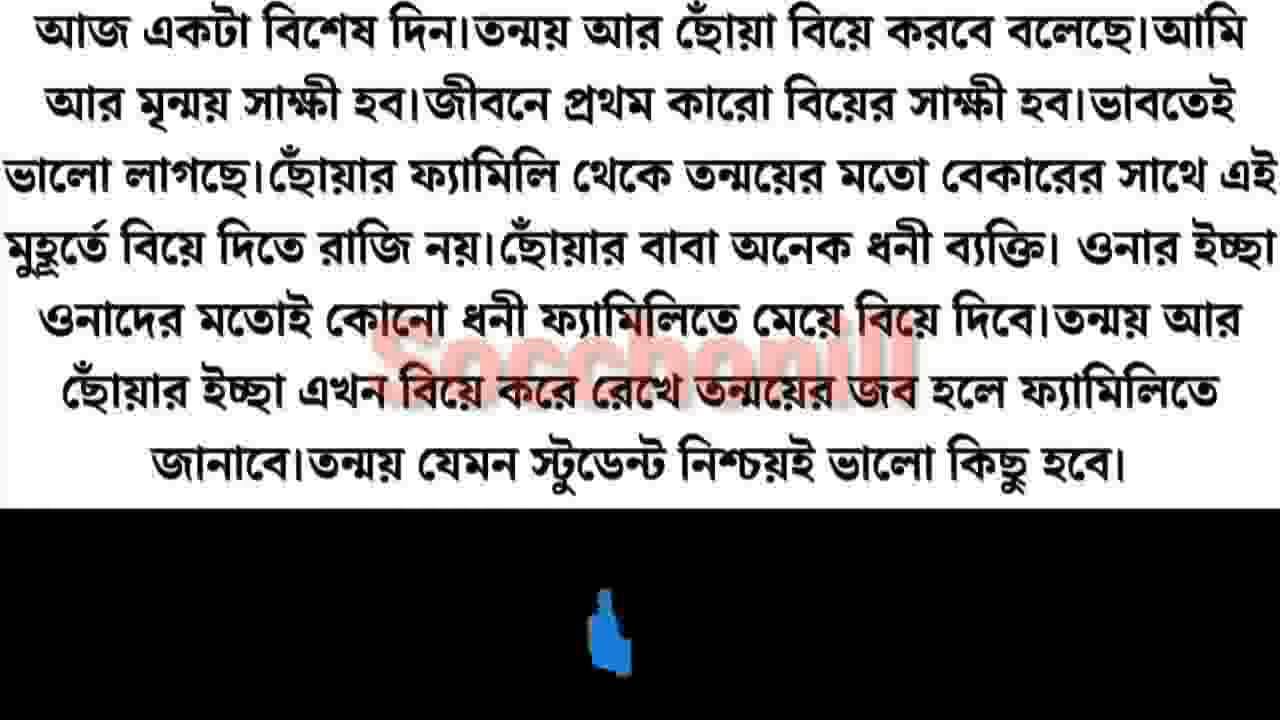 আজ একটা বিশেষ দিন।তন্ময় আর ছোঁয়া বিয়ে করবে বলেছে।আমি
আর মৃন্ময় সাক্ষী হব।জীবনে প্রথম কারো বিয়ের সাক্ষী হব।ভাবতেই
ভালো লাগছে।ছোঁয়ার ফ্যামিলি থেকে তন্ময়ের মতো বেকারের সাথে এই
মুহূর্তে বিয়ে দিতে রাজি নয়।ছোঁয়ার বাবা অনেক ধনী ব্যক্তি। ওনার ইচ্ছা
ওনাদের মতোই কোনো ধনী ফ্যামিলিতে মেয়ে বিয়ে দিবে।তন্ময় আর
ছোঁয়ার ইচ্ছা এখন বিয়ে করে রেখে তন্ময়ের জব হলে ফ্যামিলিতে
জানাবে।তন্ময় যেমন স্টুডেন্ট নিশ্চয়ই ভালো কিছু হবে।